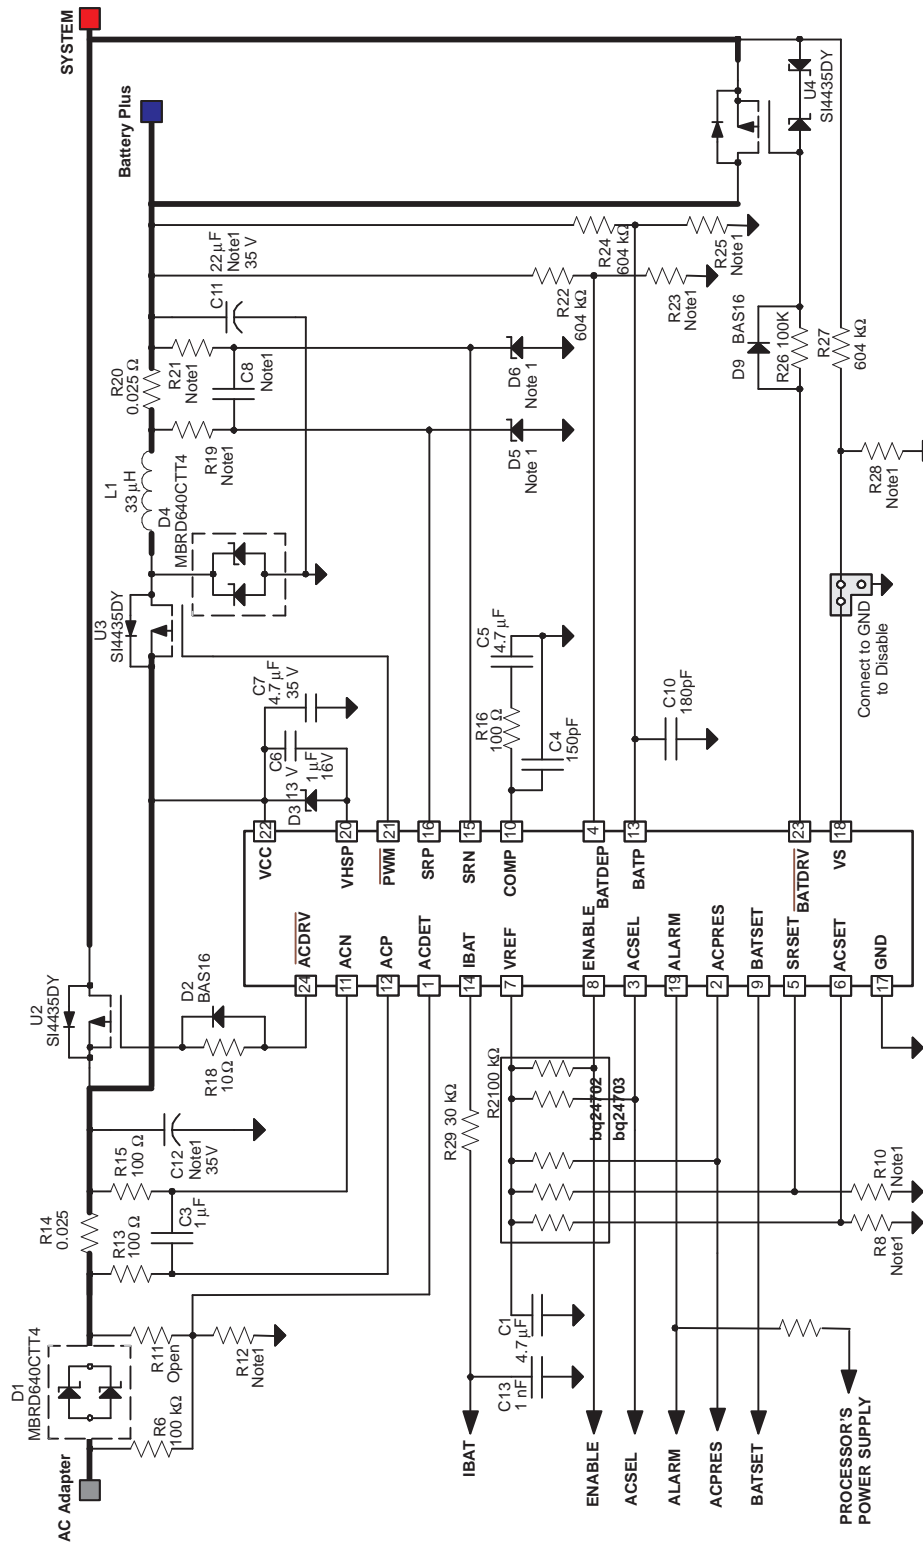 AC Adapter
D1
MBRD640CTT4
R6
100 kΩ
R11
Open
R12
Note1
R14
0.025
R13
100 Ω
C3
1 µF
R15
100 Ω
C12
Note1
35V
U2
SI4435DY
R18
10Ω
D2
BAS16
SYSTEM
Battery Plus
U3
SI4435DY
L1
33 µH
D4
MBRD640CTT4
R20
0.025 Ω
R19
Note1
R21
Note1
C8
Note1
C11
22 µF
Note1
35 V
D3 13 V
C6
1 µF
16V
C7
4.7 µF
35 V
D5
Note 1
D6
Note 1
R22
604 kΩ
R23
Note1
R24
604 kΩ
R25
Note1
U4
SI4435DY
R16
100 Ω
C5
4.7 µF
C4
150pF
C10
180pF
D9 BAS16
R26 100K
R27
604 kΩ
R28
Note1
Connect to GND
to Disable
24 ACDRV
11 ACN
12 ACP
1 ACDET
14 IBAT
7 VREF
8 ENABLE
3 ACSEL
19 ALARM
2 ACPRES
9 BATSET
5 SRSET
6 ACSET
17 GND
VCC 22
VHSP 20
PWM 21
SRP 16
SRN 15
COMP 10
BATDEP 4
BATP 13
BATDRV 23
VS 18
R29 30 kΩ
R2100 kΩ
bq24702
bq24703
R10
Note1
R8
Note1
C1
4.7 µF
C13
1 nF
IBAT
ENABLE
ACSEL
ALARM
ACPRES
BATSET
PROCESSOR'S
POWER SUPPLY